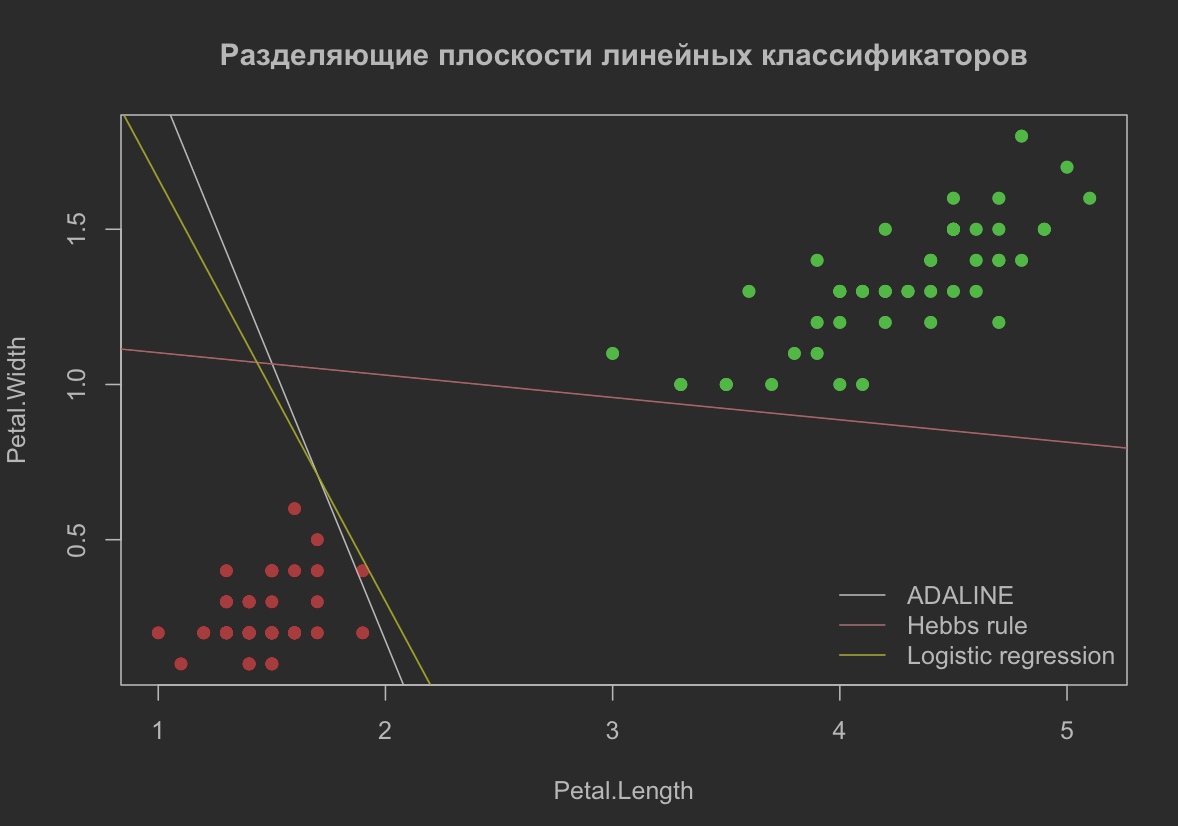 Разделяющие плоскости линейных классификаторов
Petal.Width
1.5
1.0
0.5
ADALINE
Hebbs rule
Logistic regression
1 2 3 4 5
Petal.Length